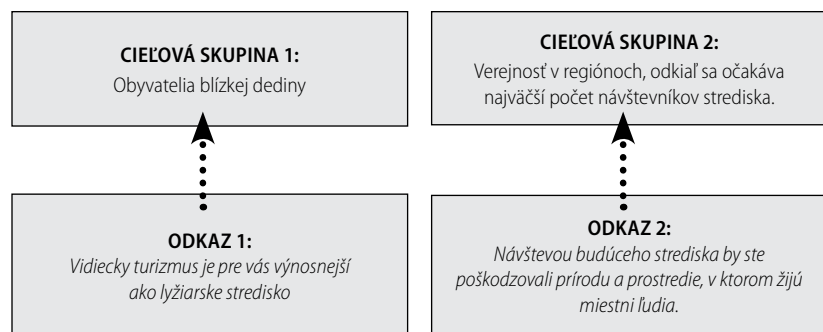 CIEĽOVÁ SKUPINA 1:
Obyvatelia blízkej dediny
CIEĽOVÁ SKUPINA 2:
Verejnosť v regiónoch, odkiaľ sa očakáva
najväčší počet návštevníkov strediska.
ODKAZ 1:
Vidiecky turizmus je pre vás výnosnejší
ako lyžiarske stredisko
ODKAZ 2:
Návštevou budúceho strediska by ste
poškodzovali prírodu a prostredie, v ktorom žijú
miestni ľudia.